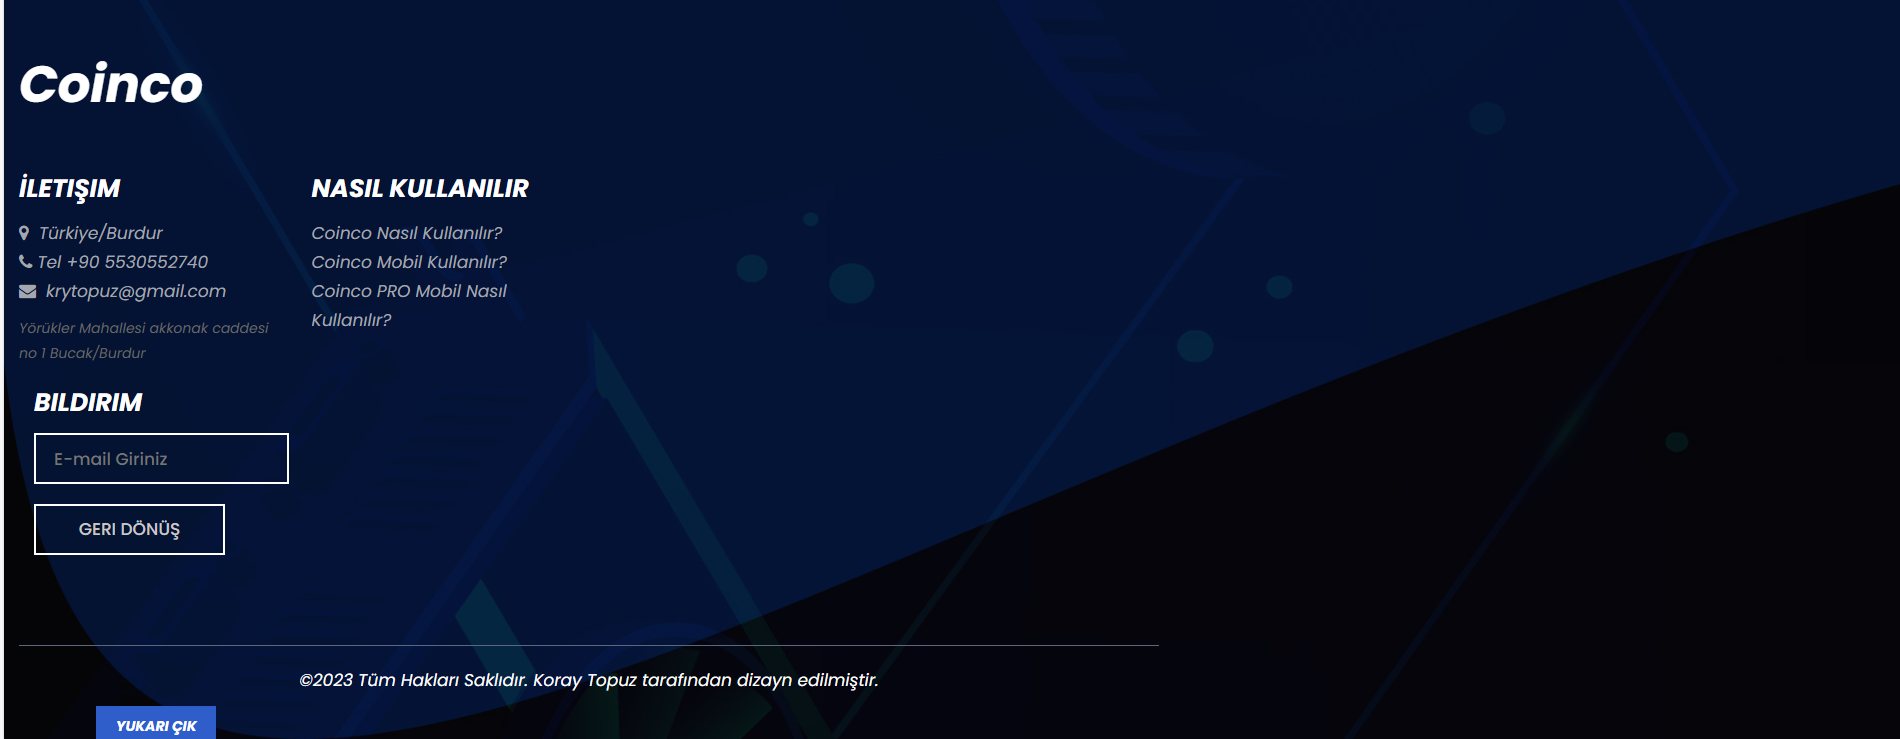 Coinco
İLETIŞIM
Türkiye/Burdur
Tel +90 5530552740
krytopuz@gmail.com
Yörükler Mahallesi akkonak caddesi
no 1 Bucak/Burdur
NASIL KULLANILIR
Coinco Nasıl Kullanılır?
Coinco Mobil Kullanılır?
Coinco PRO Mobil Nasıl
Kullanılır?
BILDIRIM
E-mail Giriniz
GERI DÖNÜŞ
©2023 Tüm Hakları Saklıdır. Koray Topuz tarafından dizayn edilmiştir.
YUKARI ÇIK